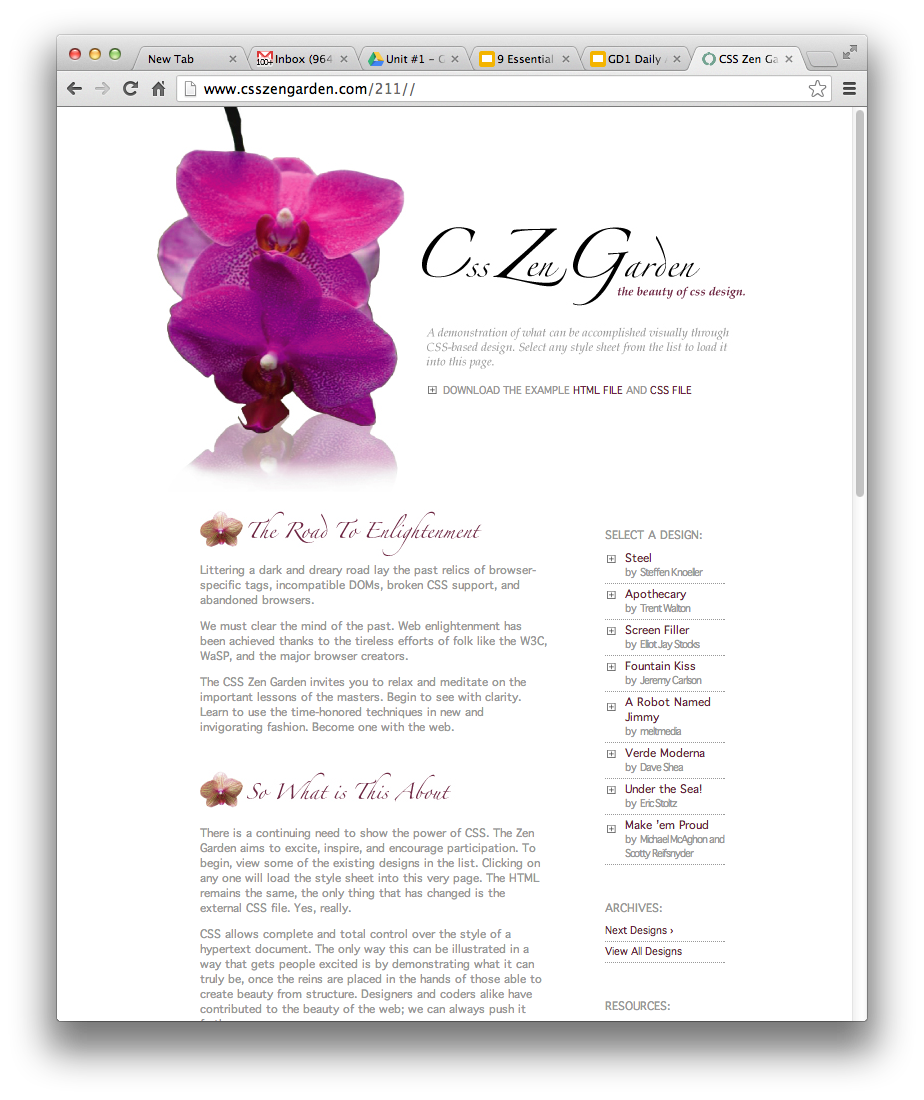 New Tab
100+ Inbox (964
Unit #1 – C
9 Essential
GD1 Daily
CSS Zen Ga
www.csszengarden.com/211//
Css Zen Garden
the beauty of css design.
A demonstration of what can be accomplished visually through
CSS-based design. Select any style sheet from the list to load it
into this page.
DOWNLOAD THE EXAMPLE HTML FILE AND CSS FILE
The Road To Enlightenment
Littering a dark and dreary road lay the past relics of browser-
specific tags, incompatible DOMs, broken CSS support, and
abandoned browsers.
We must clear the mind of the past. Web enlightenment has
been achieved thanks to the tireless efforts of folk like the W3C,
WaSP, and the major browser creators.
The CSS Zen Garden invites you to relax and meditate on the
important lessons of the masters. Begin to see with clarity.
Learn to use the time-honored techniques in new and
invigorating fashion. Become one with the web.
So What is This About
There is a continuing need to show the power of CSS. The Zen
Garden aims to excite, inspire, and encourage participation. To
begin, view some of the existing designs in the list. Clicking on
any one will load the style sheet into this very page. The HTML
remains the same, the only thing that has changed is the
external CSS file. Yes, really.
CSS allows complete and total control over the style of a
hypertext document. The only way this can be illustrated in a
way that gets people excited is by demonstrating what it can
truly be, once the reins are placed in the hands of those able to
create beauty from structure. Designers and coders alike have
contributed to the beauty of the web; we can always push it
SELECT A DESIGN:
Steel
by Steffen Knoeller
Apothecary
by Trent Walton
Screen Filler
by Elliot Jay Stocks
Fountain Kiss
by Jeremy Carlson
A Robot Named
Jimmy
by meltmedia
Verde Moderna
by Dave Shea
Under the Sea!
by Eric Stoltz
Make 'em Proud
by Michael McAghon and
Scotty Reifsnyder
ARCHIVES:
Next Designs ›
View All Designs
RESOURCES: